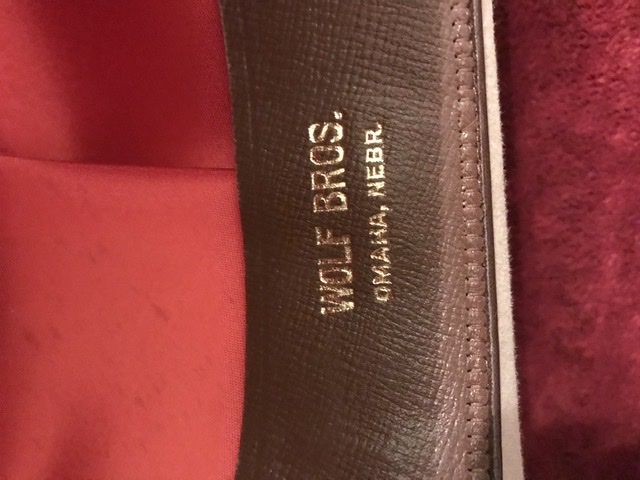 WOLF BROS.
OMAHA, NEBR.